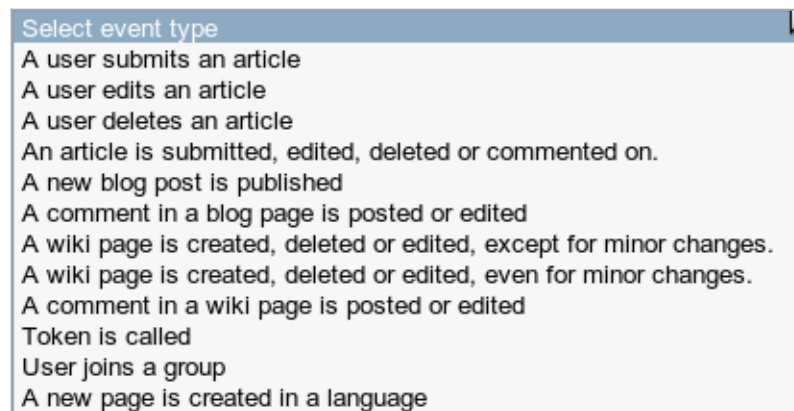 Select event type
A user submits an article
A user edits an article
A user deletes an article
An article is submitted, edited, deleted or commented on.
A new blog post is published
A comment in a blog page is posted or edited
A wiki page is created, deleted or edited, except for minor changes.
A wiki page is created, deleted or edited, even for minor changes.
A comment in a wiki page is posted or edited
Token is called
User joins a group
A new page is created in a language